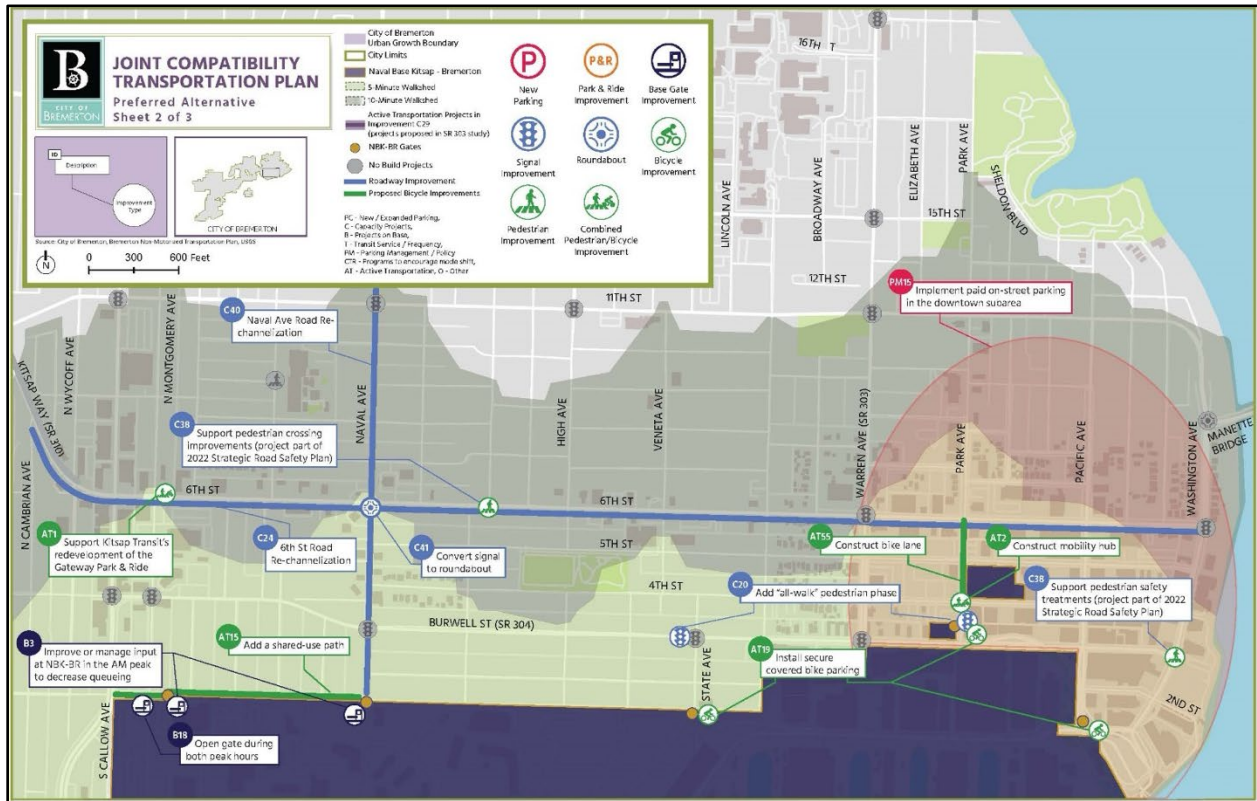 B
CITY OF
BREMERTON
JOINT COMPATIBILITY
TRANSPORTATION PLAN
Preferred Alternative
Sheet 2 of 3
ID
Description
Improvement
Type
CITY OF BREMERTON
Source: City of Bremerton, Bremerton Non-Motorized Transportation Plan, USGS
N
0 300 600 Feet
City of Bremerton
Urban Growth Boundary
City Limits
Naval Base Kitsap - Bremerton
5-Minute Walkshed
10-Minute Walkshed
Active Transportation Projects in
Improvement C29
(projects proposed in SR 303 study)
NBK-BR Gates
No Build Projects
Roadway Improvement
Proposed Bicycle Improvements
PC - New / Expanded Parking,
C - Capacity Projects,
B - Projects on Base,
T - Transit Service / Frequency,
PM - Parking Management / Policy
CTR - Programs to encourage mode shift,
AT - Active Transportation, O - Other
P
New
Parking
P&R
Park & Ride
Improvement
Base Gate
Improvement
Signal
Improvement
Roundabout
Bicycle
Improvement
Pedestrian
Improvement
Combined
Pedestrian/Bicycle
Improvement
16TH T
LINCOLN AVE
BROADWAY AVE
ELIZABETH AVE
PARK AVE
SHELDON BLVD
15TH ST
12TH ST
11TH ST
PM15
Implement paid on-street parking
in the downtown subarea
C40
Naval Ave Road Re-
channelization
KITSAP WAY (SR 310)
N WYCOFF AVE
N MONTGOMERY AVE
NAVAL AVE
HIGH AVE
VENETA AVE
WARREN AVE (SR 303)
PARK AVE
PACIFIC AVE
WASHINGTON AVE
MANETTE
BRIDGE
C38
Support pedestrian crossing
improvements (project part of
2022 Strategic Road Safety Plan)
N CAMBRIAN AVE
6TH ST
6TH ST
AT1
Support Kitsap Transit's
redevelopment of the
Gateway Park & Ride
C24
6th St Road
Re-channelization
C41
Convert signal
to roundabout
5TH ST
AT55
Construct bike lane
AT2
Construct mobility hub
4TH ST
C20
Add "all-walk" pedestrian phase
C38
Support pedestrian safety
treatments (project part of 2022
Strategic Road Safety Plan)
BURWELL ST (SR 304)
B3
Improve or manage input
at NBK-BR in the AM peak
to decrease queueing
AT15
Add a shared-use path
AT19
Install secure
covered bike parking
STATE AVE
2ND ST
S CALLOW AVE
B18
Open gate during
both peak hours